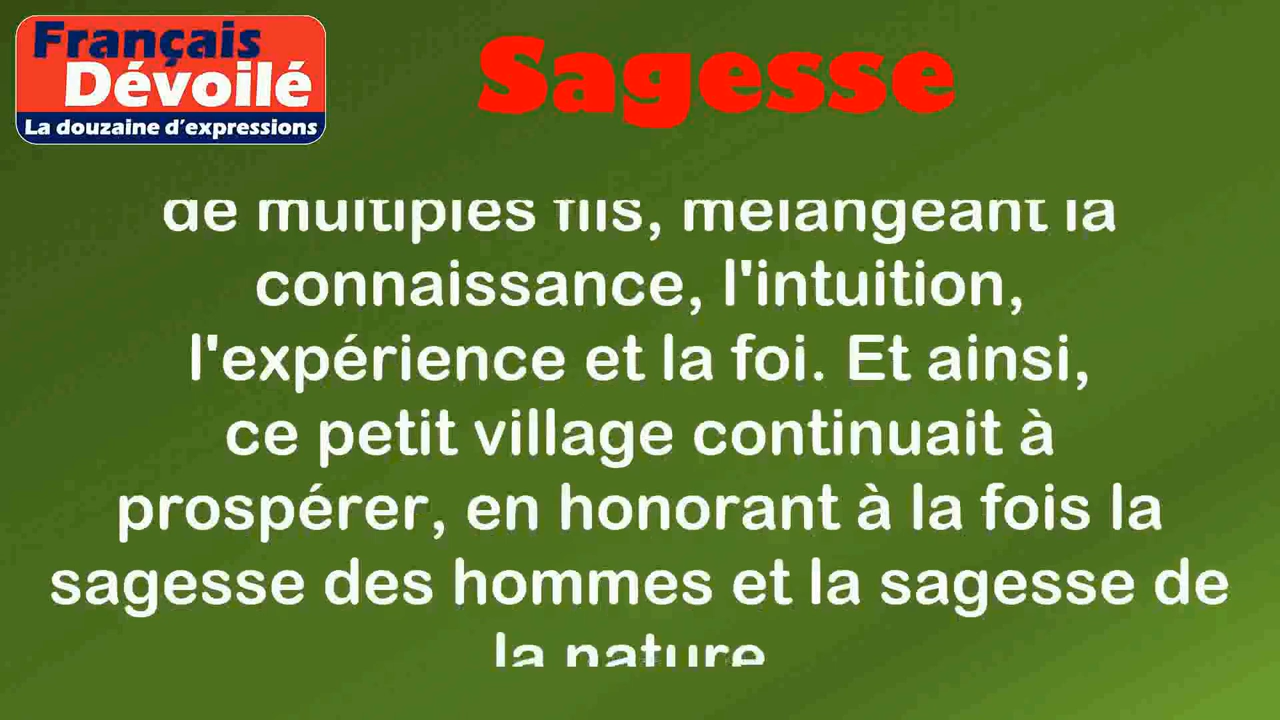 Français
Dévoilé
La douzaine d'expressions
Sagesse
de multiples fils, mélangeant la
connaissance, l'intuition,
l'expérience et la foi. Et ainsi,
ce petit village continuait à
prospérer, en honorant à la fois la
sagesse des hommes et la sagesse de
la nature